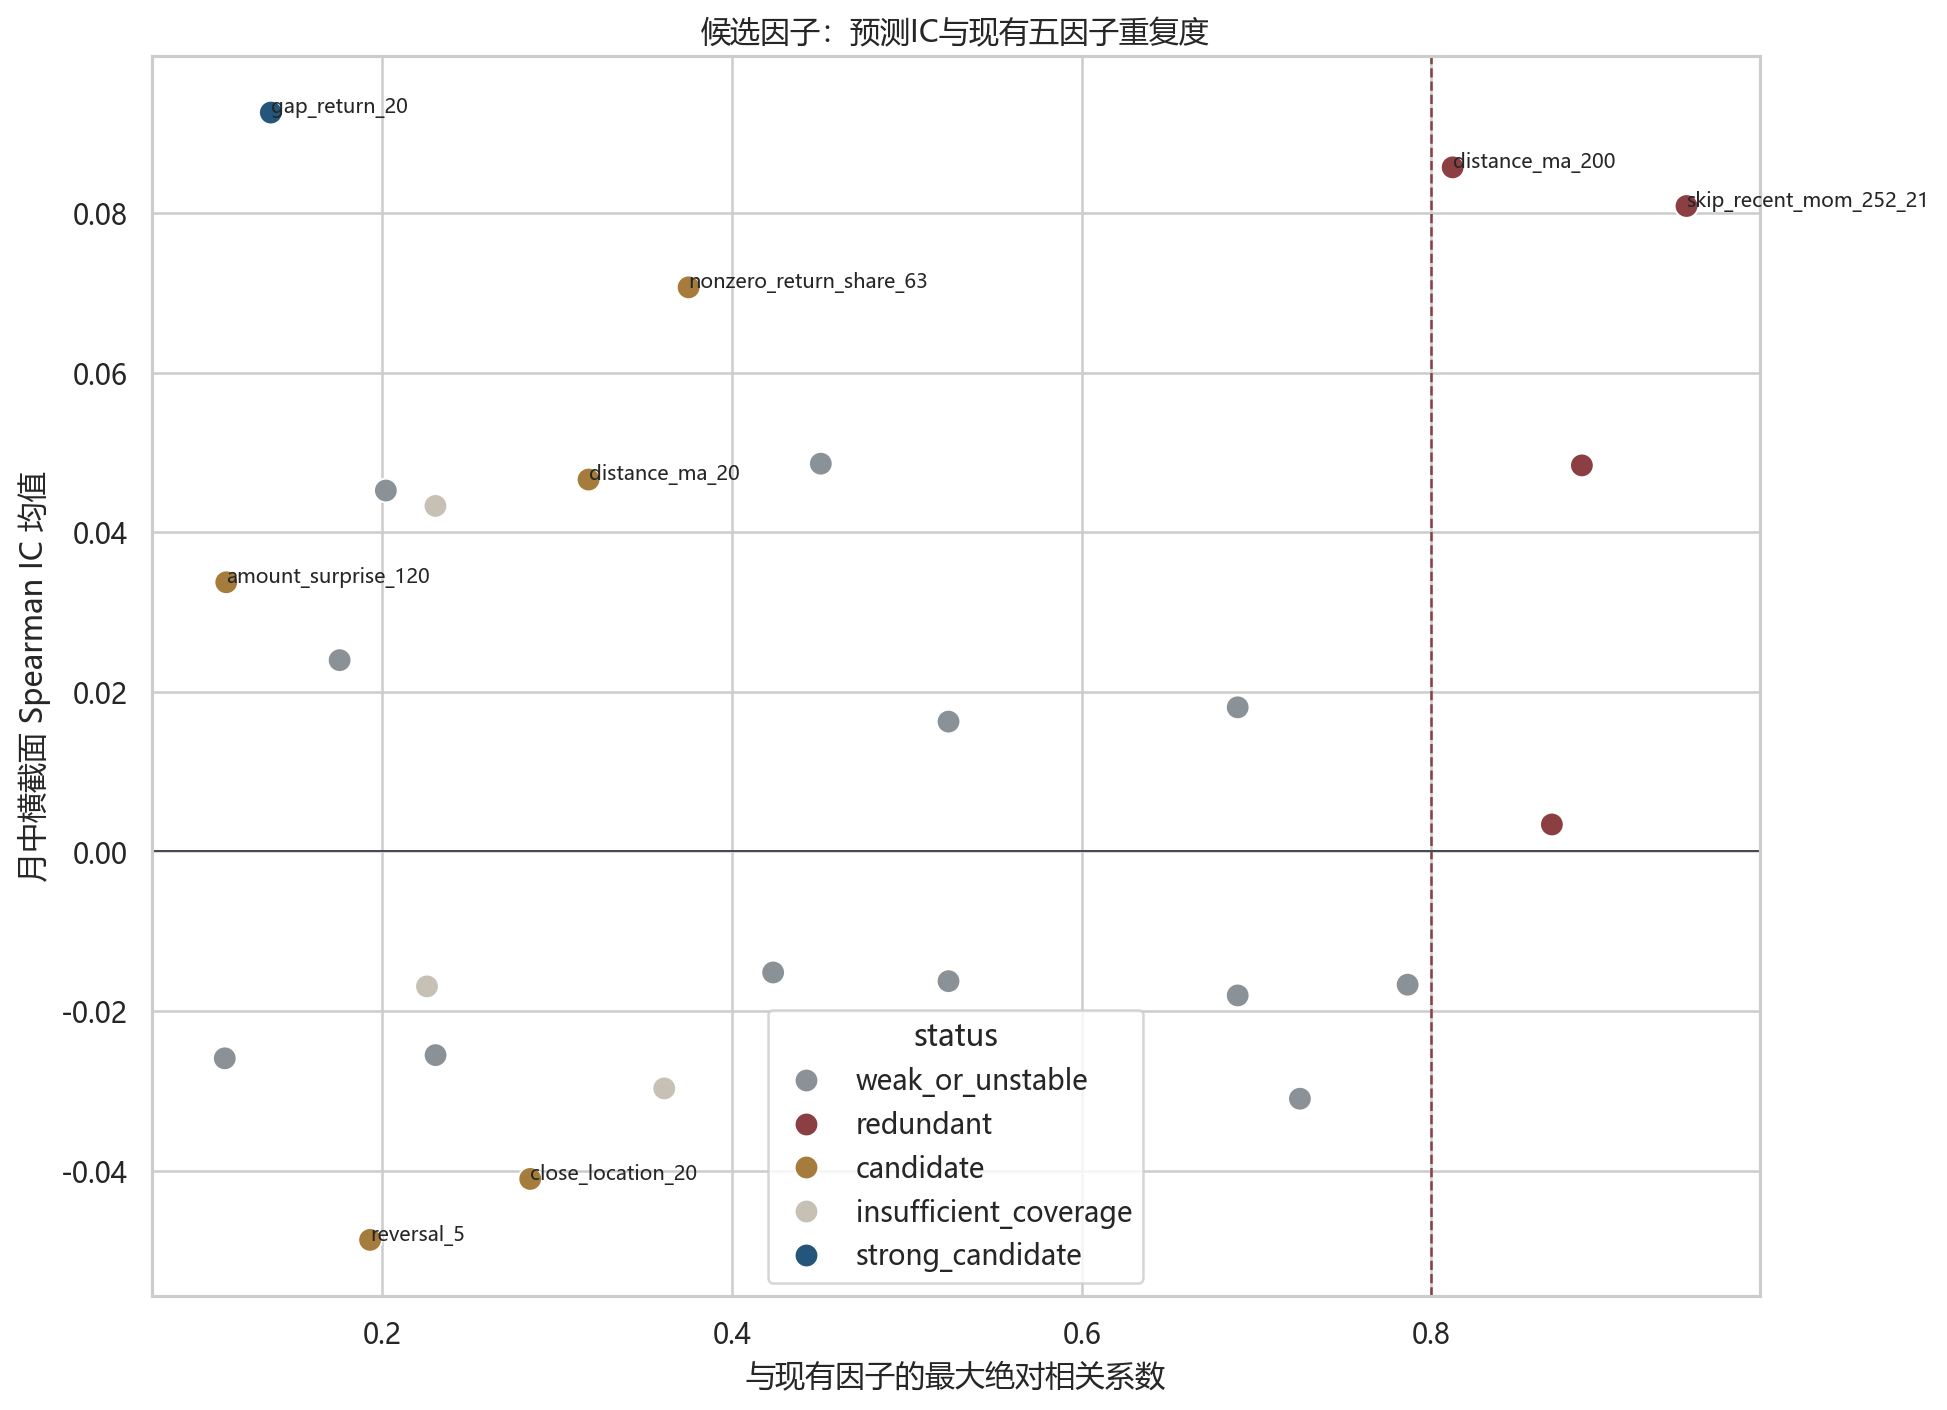 候选因子：预测IC与现有五因子重复度
gap_return_20
distance_ma_200
skip_recent_mom_252_21
nonzero_return_share_63
distance_ma_20
amount_surprise_120
close_location_20
reversal_5
月中横截面 Spearman IC 均值
0.08
0.06
0.04
0.02
0.00
-0.02
-0.04
status
weak_or_unstable
redundant
candidate
insufficient_coverage
strong_candidate
0.2
0.4
0.6
0.8
与现有因子的最大绝对相关系数